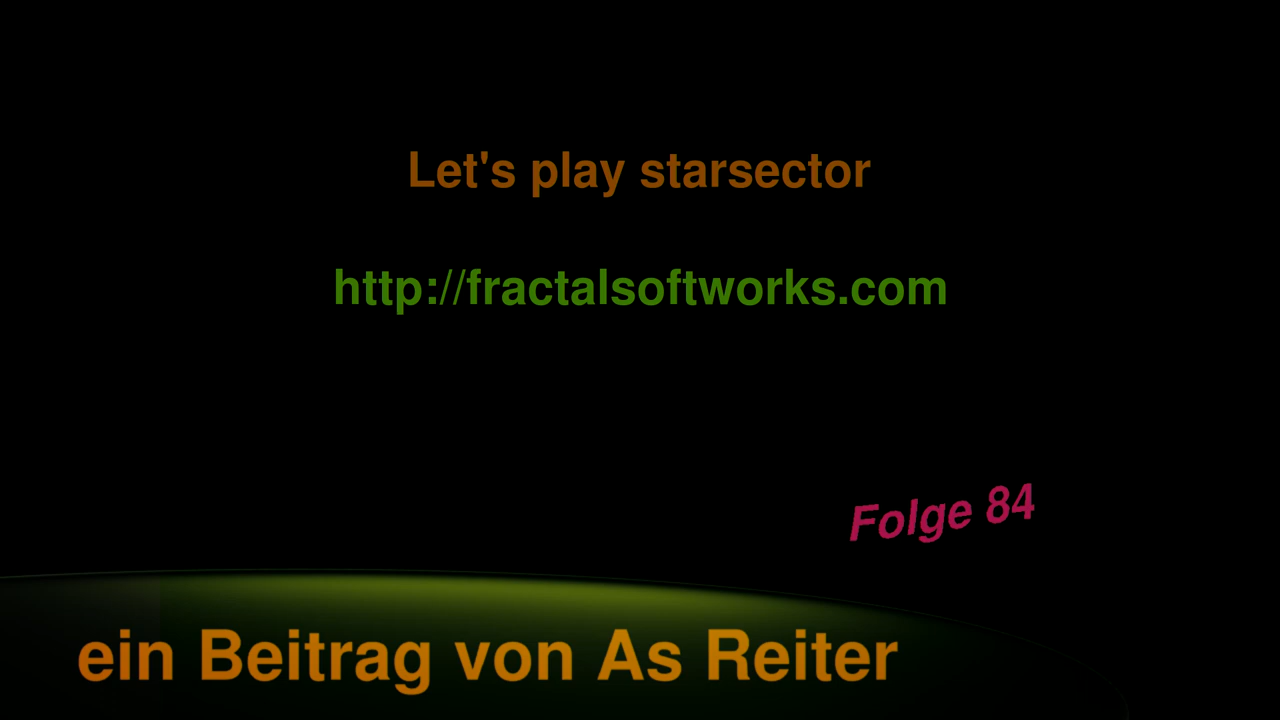 Let's play starsector
http://fractalsoftworks.com
Folge 84
ein Beitrag von As Reiter